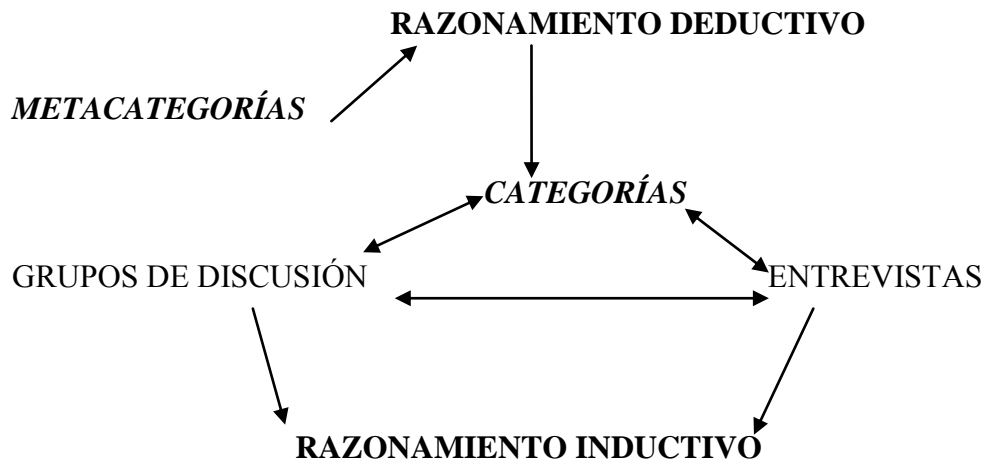 RAZONAMIENTO DEDUCTIVO
METACATEGORÍAS
CATEGORÍAS
GRUPOS DE DISCUSIÓN
ENTREVISTAS
RAZONAMIENTO INDUCTIVO